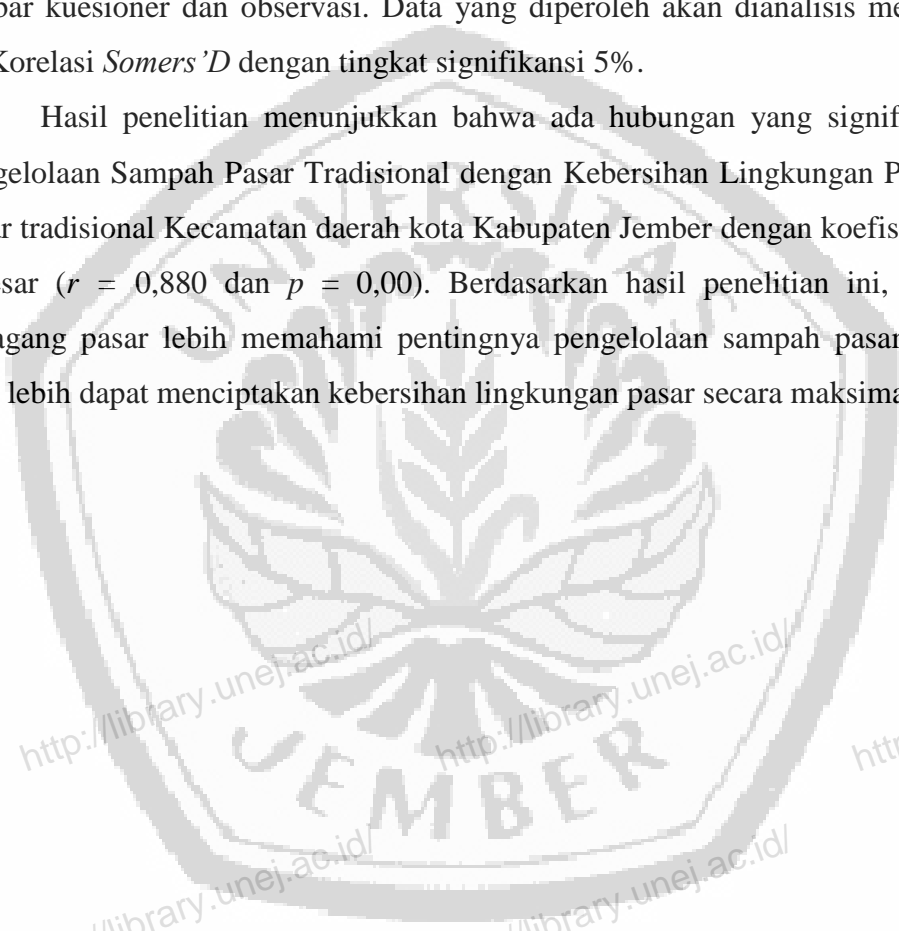 bar kuesioner dan observasi. Data yang diperoleh akan dianalisis me
Korelasi Somers’D dengan tingkat signifikansi 5%.
Hasil penelitian menunjukkan bahwa ada hubungan yang signif
gelolaan Sampah Pasar Tradisional dengan Kebersihan Lingkungan P
r tradisional Kecamatan daerah kota Kabupaten Jember dengan koefis
sar (r = 0,880 dan p = 0,00). Berdasarkan hasil penelitian ini,
agang pasar lebih memahami pentingnya pengelolaan sampah pasar
lebih dapat menciptakan kebersihan lingkungan pasar secara maksima
UNIVERSITAS
http://library.unej.ac.id/
http://library.unej.ac.id/
htt
JEMBER
//library.unej.ac.id/
//library.unej.ac.id/